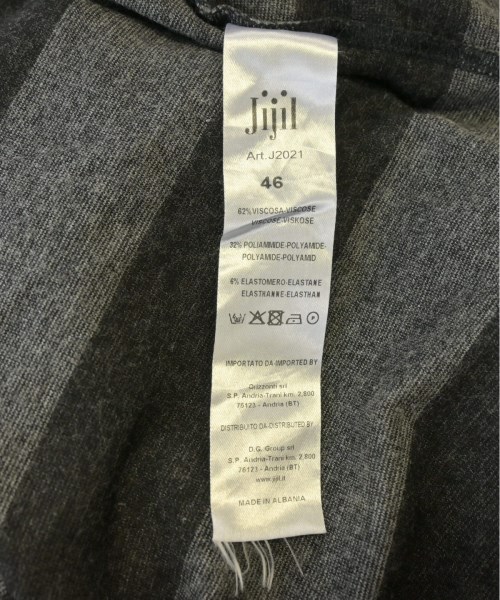 Jijil
Art.J2021
46
62% VISCOSA-VISCOSE
VISCOSE-VISKOSE
32% POLIAMMIDE-POLYAMIDE-
POLYAMIDE-POLYAMID
6% ELASTOMERO-ELASTANE
ELASTHANNE-ELASTHAN
IMPORTATO DA-IMPORTED BY
srl
S.P. Andria-Trani km. 2,800
76123 - Andria (BT)
DISTRIBUITO DA-DISTRIBUTED BY
D.G. Group srl
S.P. Andria-Trani km. 2,800
76123 - Andria (BT)
www.jijil.it
MADE IN ALBANIA